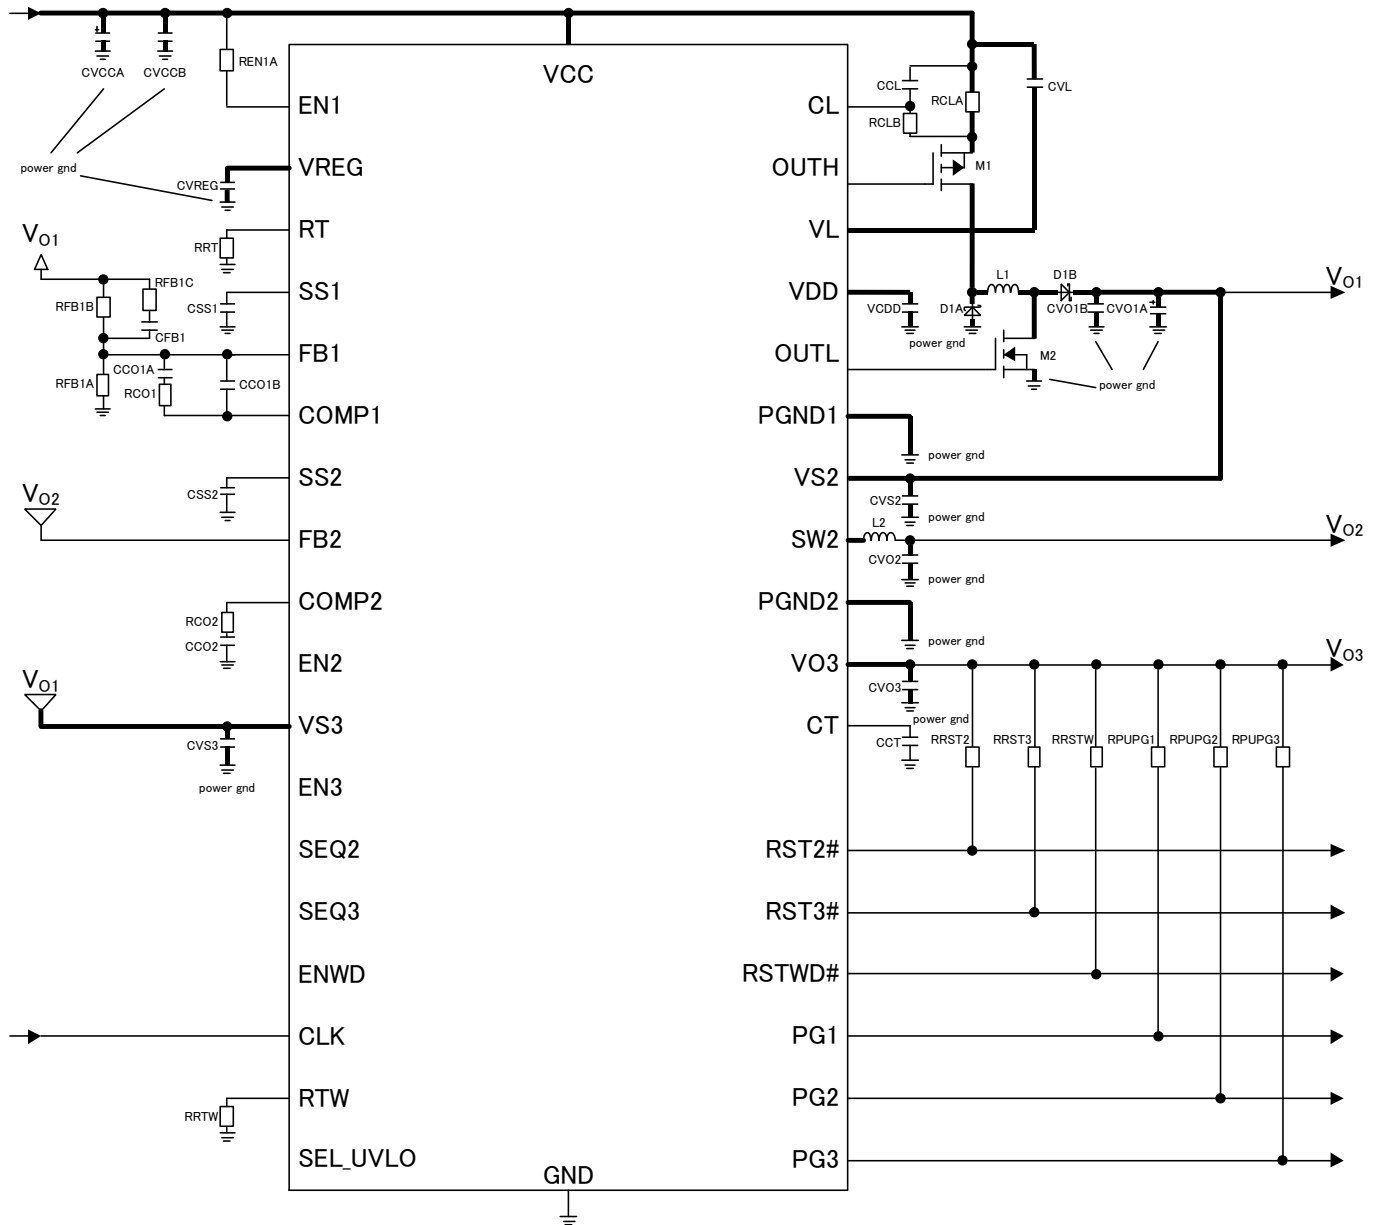 CVCCA
CVCCB
REN1A
VCC
CCL
RCLA
CVL
EN1
CL
RCLB
power gnd
VREG
OUTH
M1
CVREG
VO1
RT
VL
RRT
RFB1C
L1
D1B
VO1
RFB1B
SS1
VDD
CSS1
VCDD
D1A
CVO1B
CVO1A
CFB1
power gnd
FB1
OUTL
M2
CCO1A
RFB1A
RCO1
CCO1B
power gnd
COMP1
PGND1
power gnd
SS2
VS2
VO2
CSS2
CVS2
power gnd
L2
VO2
FB2
SW2
CVO2
power gnd
COMP2
PGND2
RCO2
CCO2
power gnd
VO3
EN2
VO3
VO1
CVO3
power gnd
VS3
CT
CVS3
CCT
RRST2
RRST3
RRSTW
RPUPG1
RPUPG2
RPUPG3
power gnd
EN3
SEQ2
RST2#
SEQ3
RST3#
ENWD
RSTWD#
CLK
PG1
RTW
PG2
RRTW
SEL_UVLO
PG3
GND